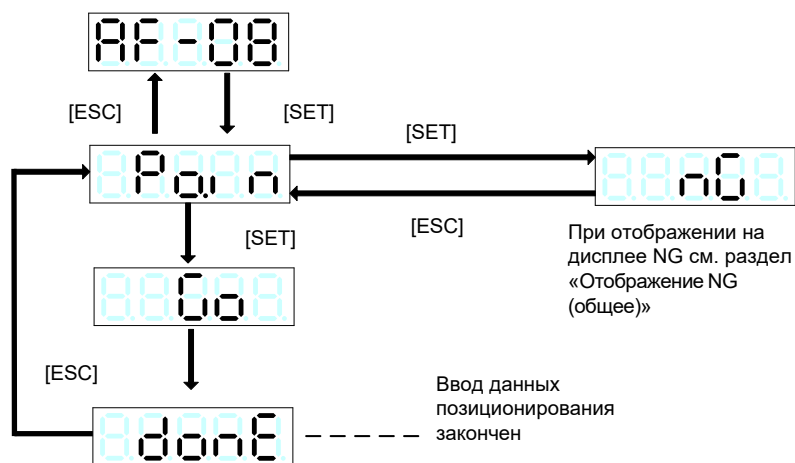 AF-08
[ESC]
[SET]
[SET]
Po.i n
nG
[ESC]
[SET]
При отображении на
дисплее NG см. раздел
«Отображение NG
(общее)»
Go
[ESC]
Ввод данных
позиционирования
закончен
donE